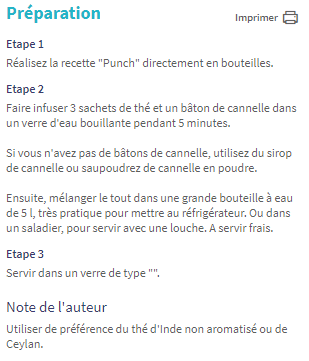 Préparation
Imprimer
Etape 1
Réalisez la recette "Punch" directement en bouteilles.
Etape 2
Faire infuser 3 sachets de thé et un bâton de cannelle dans
un verre d'eau bouillante pendant 5 minutes.
Si vous n'avez pas de bâtons de cannelle, utilisez du sirop
de cannelle ou saupoudrez de cannelle en poudre.
Ensuite, mélanger le tout dans une grande bouteille à eau
de 5 l, très pratique pour mettre au réfrigérateur. Ou dans
un saladier, pour servir avec une louche. A servir frais.
Etape 3
Servir dans un verre de type "".
Note de l'auteur
Utiliser de préférence du thé d'Inde non aromatisé ou de
Ceylan.